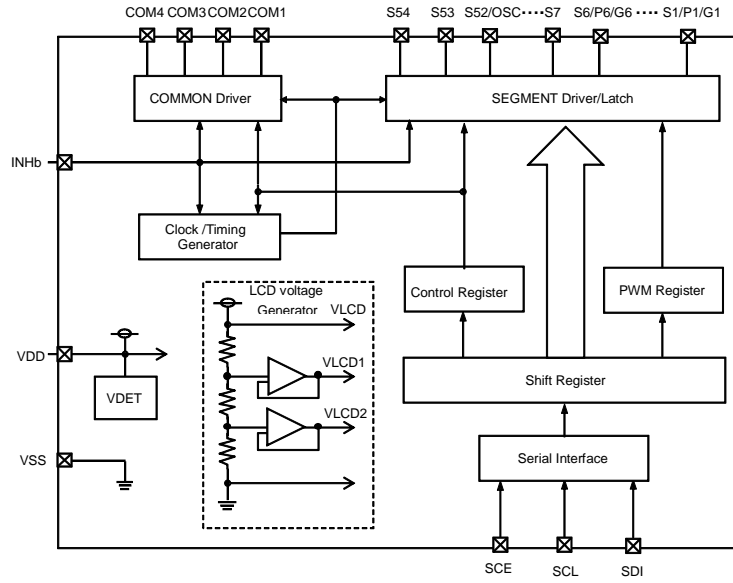 COM4 COM3 COM2 COM1 S54 S53 S52/OSC ···· S7 S6/P6/G6 ···· S1/P1/G1
COMMON Driver
SEGMENT Driver/Latch
INHb
Clock /Timing
Generator
LCD voltage
Generator
VLCD
Control Register
PWM Register
VDD
VLCD1
VDET
Shift Register
VLCD2
VSS
Serial Interface
SCE SCL SDI